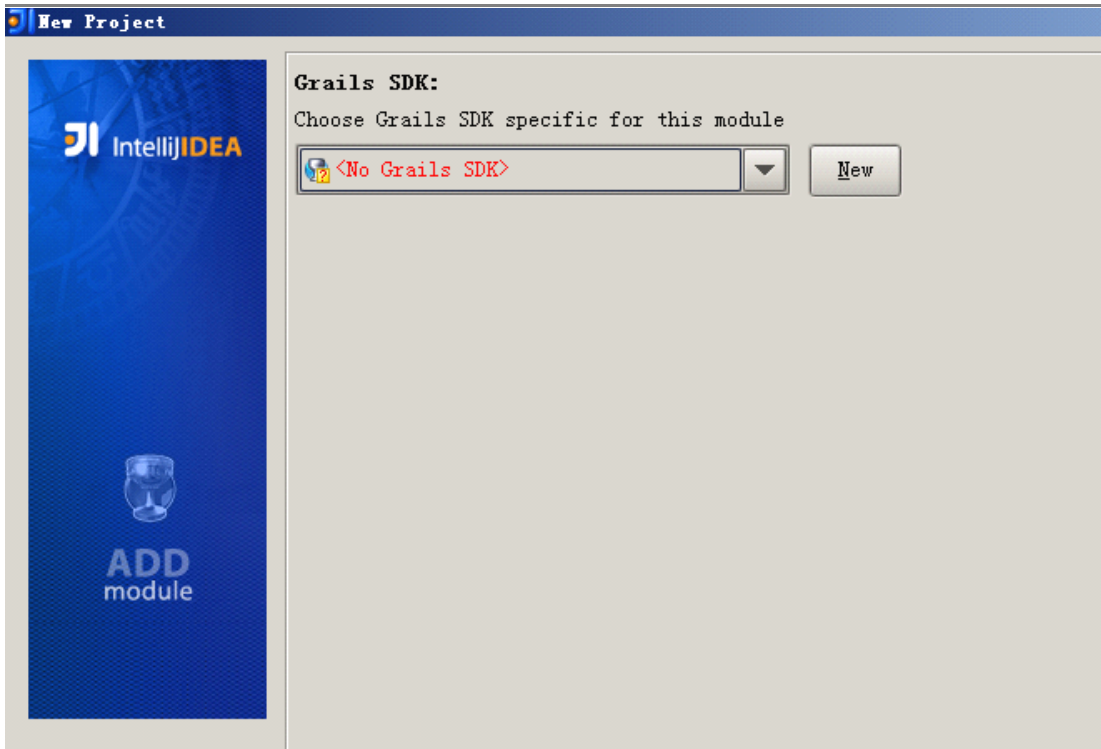 New Project
IntelliJIDEA
ADD
module
Grails SDK:
Choose Grails SDK specific for this module
<No Grails SDK>
New